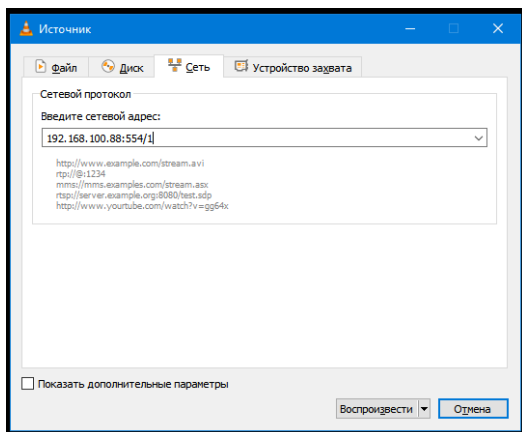 Источник
Файл Диск Сеть Устройство захвата
Сетевой протокол
Введите сетевой адрес:
192.168.100.88:554/1
http://www.example.com/stream.avi
rtp://@:1234
mms://mms.examples.com/stream.asx
rtsp://server.example.org:8080/test.sdp
http://www.yourtube.com/watch?v=gg64x
Показать дополнительные параметры
Воспроизвести Отмена